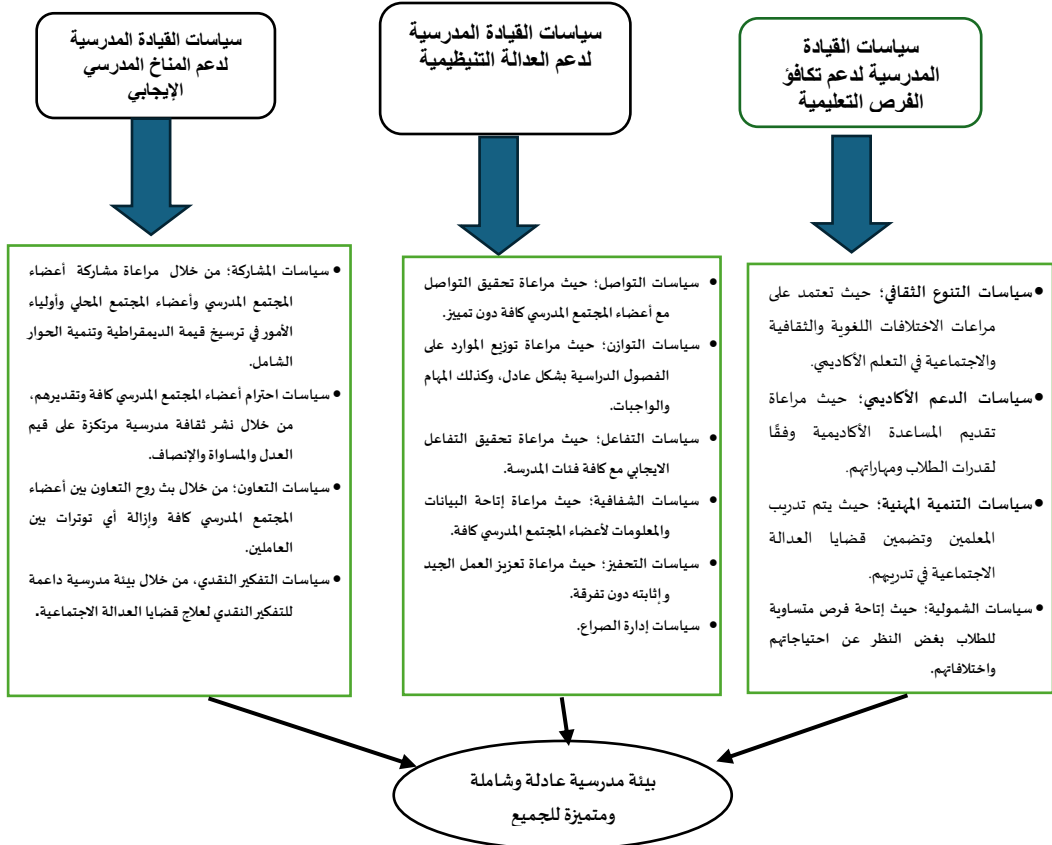 سياسات القيادة
المدرسية لدعم تكافؤ
الفرص التعليمية
سياسات القيادة المدرسية
لدعم العدالة التنيظيمية
سياسات القيادة المدرسية
لدعم المناخ المدرسي
الإيجابي
●سياسات التنوع الثقافي؛ حيث تعتمد على
مراعات الاختلافات اللغوية والثقافية
والاجتماعية في التعلم الأكاديمي.
●سياسات الدعم الأكاديمي؛ حيث مراعاة
تقديم المساعدة الأكاديمية وفقًا
لقدرات الطلاب ومهاراتهم.
●سياسات التنمية المهنية؛ حيث يتم تدريب
المعلمين وتضمين قضايا العدالة
الاجتماعية في تدريبهم.
● سياسات الشمولية؛ حيث إتاحة فرص متساوية
للطلاب بغض النظر عن احتياجاتهم
واختلافاتهم.
● سياسات التواصل؛ حيث مراعاة تحقيق التواصل
مع أعضاء المجتمع المدرسي كافة دون تمييز.
● سياسات التوازن؛ حيث مراعاة توزيع الموارد على
الفصول الدراسية بشكل عادل، وكذلك المهام
والواجبات.
● سياسات التفاعل؛ حيث مراعاة تحقيق التفاعل
الايجابي مع كافة فئات المدرسة.
● سياسات الشفافية؛ حيث مراعاة إتاحة البيانات
والمعلومات لأعضاء المجتمع المدرسي كافة.
● سياسات التحفيز؛ حيث مراعاة تعزيز العمل الجيد
وإثابته دون تفرقة.
● سياسات إدارة الصراع.
● سياسات المشاركة؛ من خلال مراعاة مشاركة أعضاء
المجتمع المدرسي وأعضاء المجتمع المحلي وأولياء
الأمور في ترسيخ قيمة الديمقراطية وتنمية الحوار
الشامل.
● سياسات احترام أعضاء المجتمع المدرسي كافة وتقديرهم،
من خلال نشر ثقافة مدرسية مرتكزة على قيم
العدل والمساواة والإنصاف.
● سياسات التعاون؛ من خلال بث روح التعاون بين أعضاء
المجتمع المدرسي كافة وإزالة أي توترات بين
العاملين.
● سياسات التفكير النقدي، من خلال بيئة مدرسية داعمة
للتفكير النقدي لعلاج قضايا العدالة الاجتماعية.
بيئة مدرسية عادلة وشاملة
ومتميزة للجميع